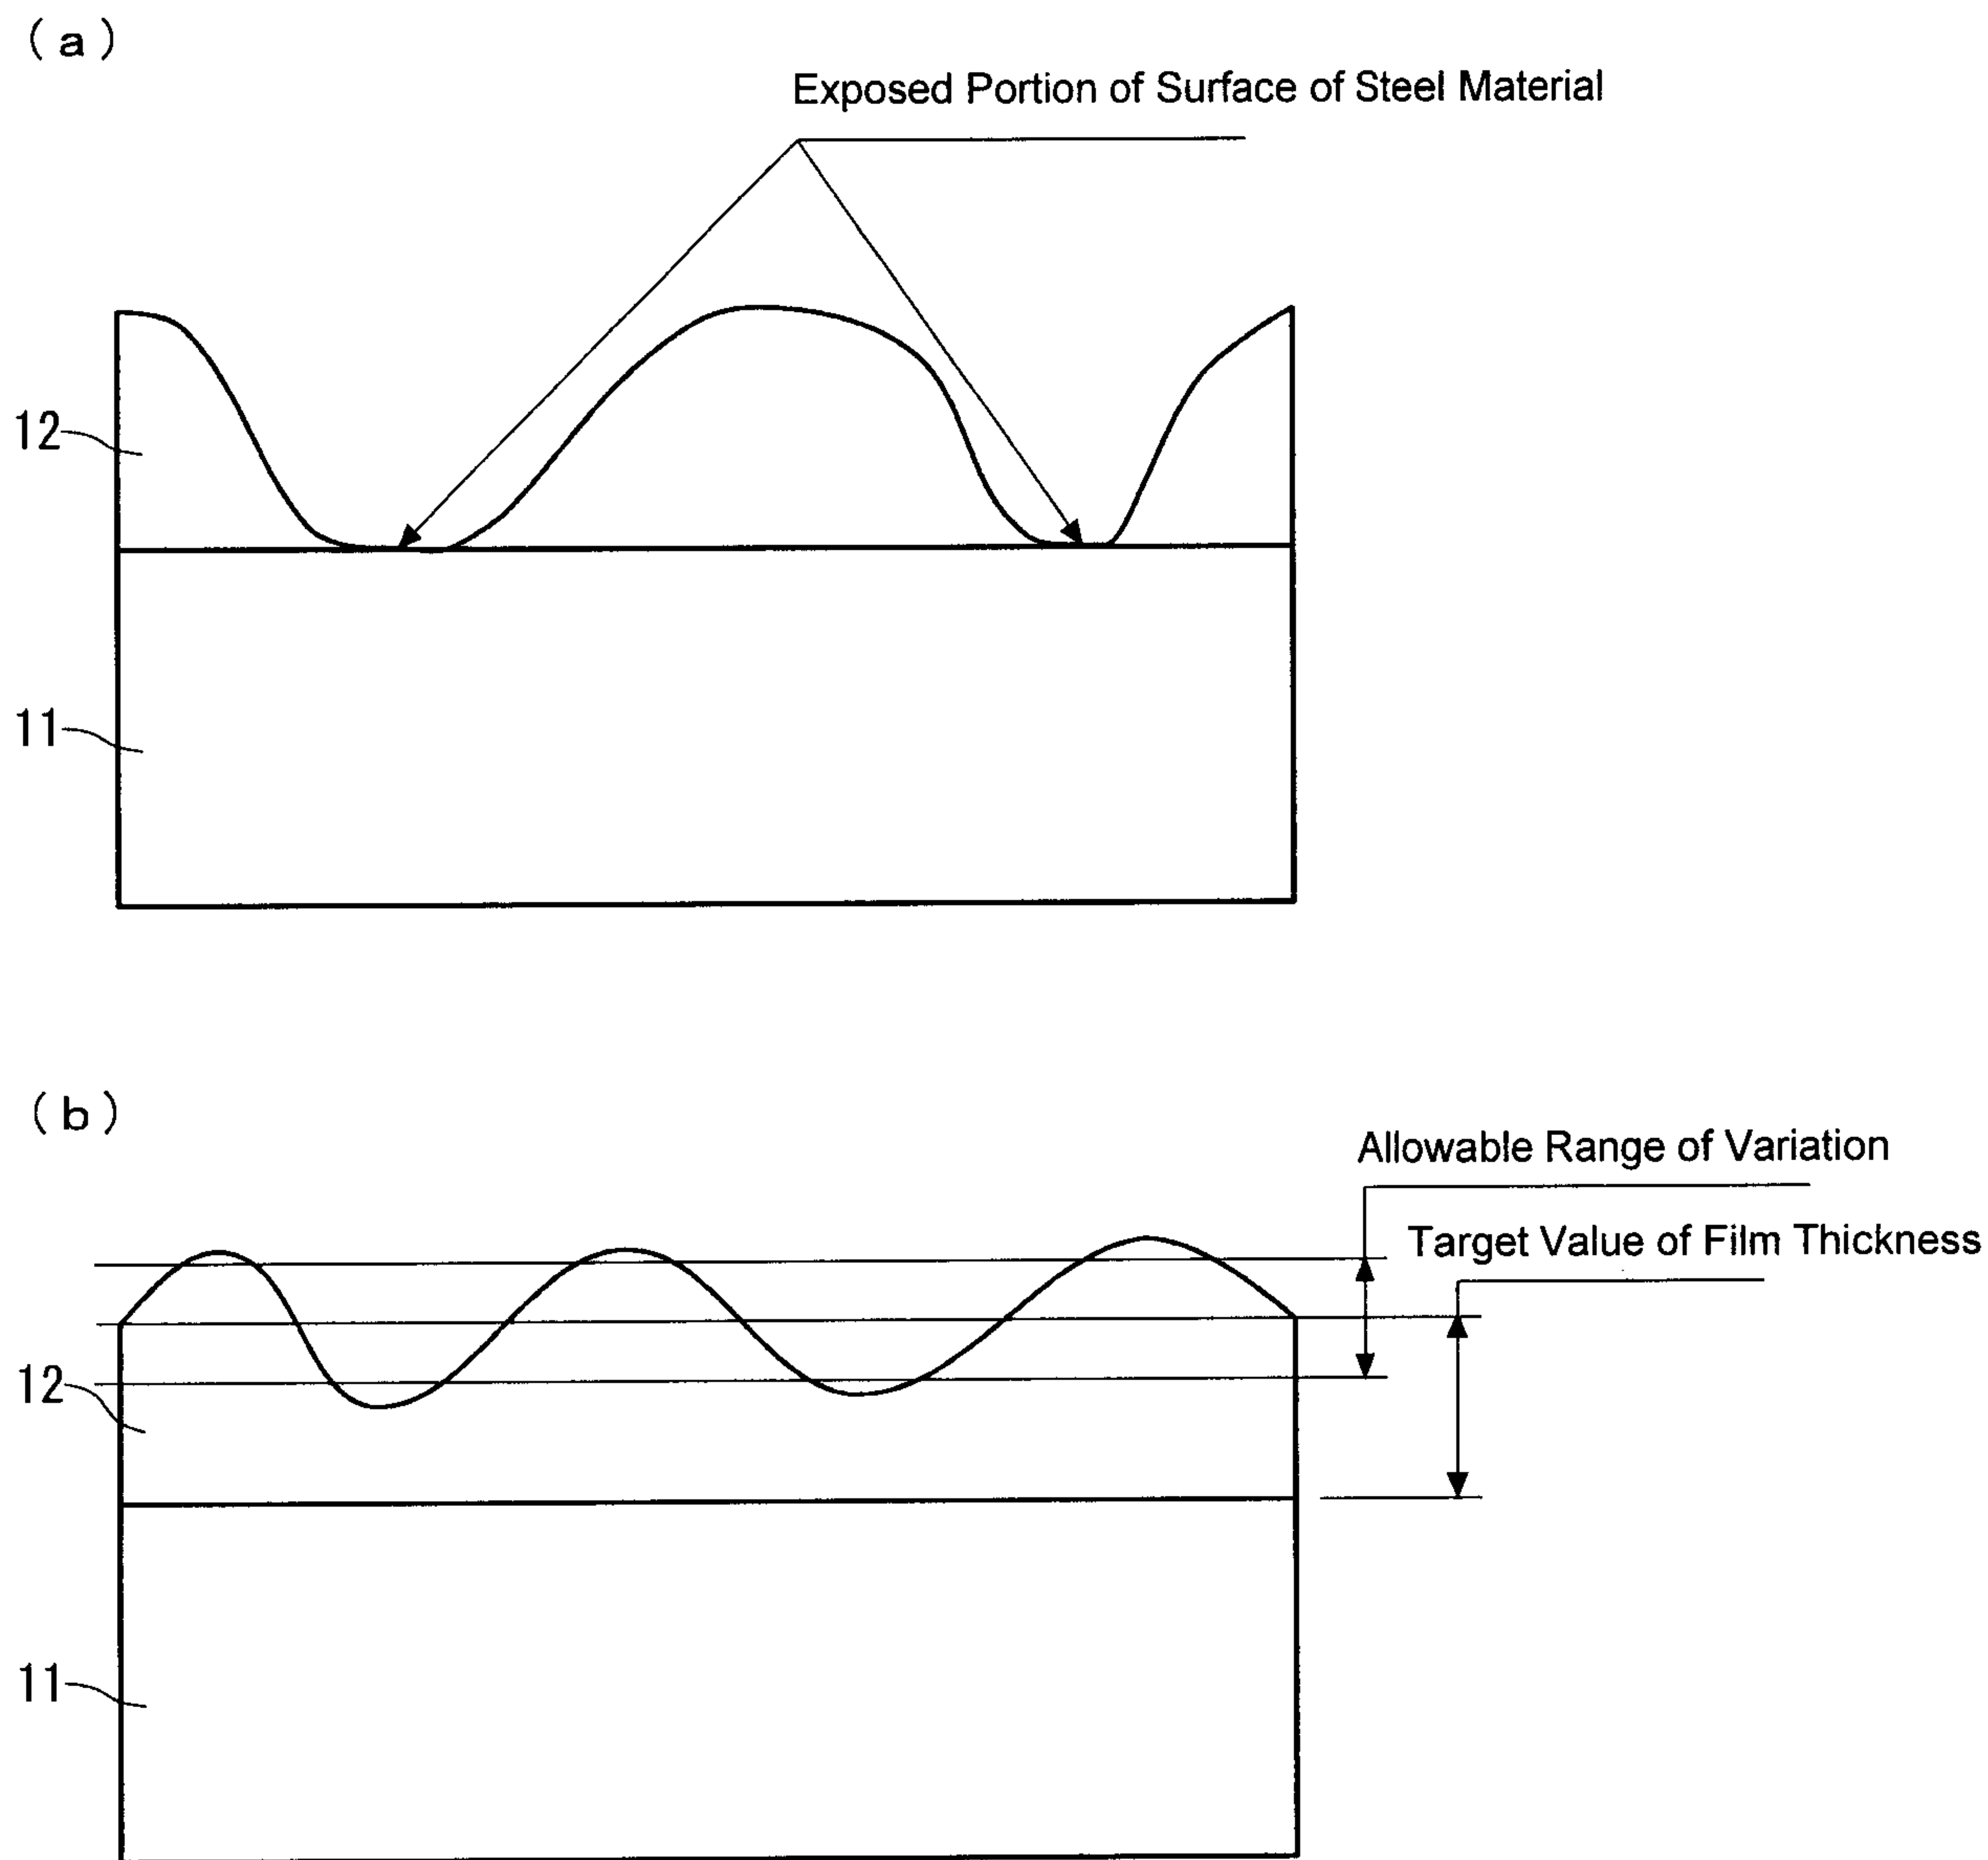 (a)
Exposed Portion of Surface of Steel Material
12
11
(b)
Allowable Range of Variation
Target Value of Film Thickness
12
11